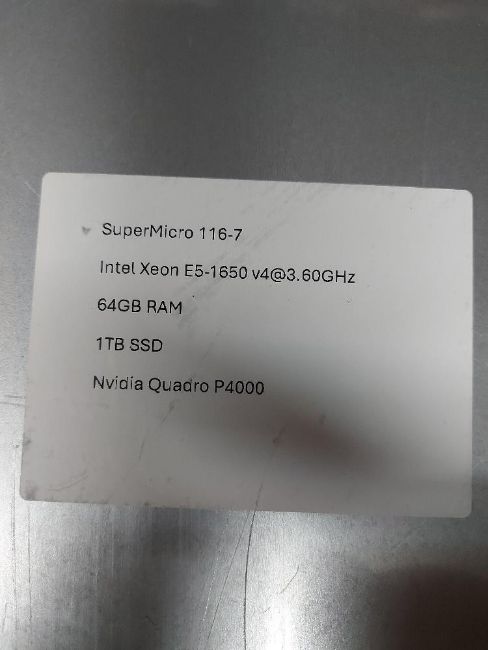 SuperMicro 116-7
Intel Xeon E5-1650 v4@3.60GHz
64GB RAM
1TB SSD
Nvidia Quadro P4000